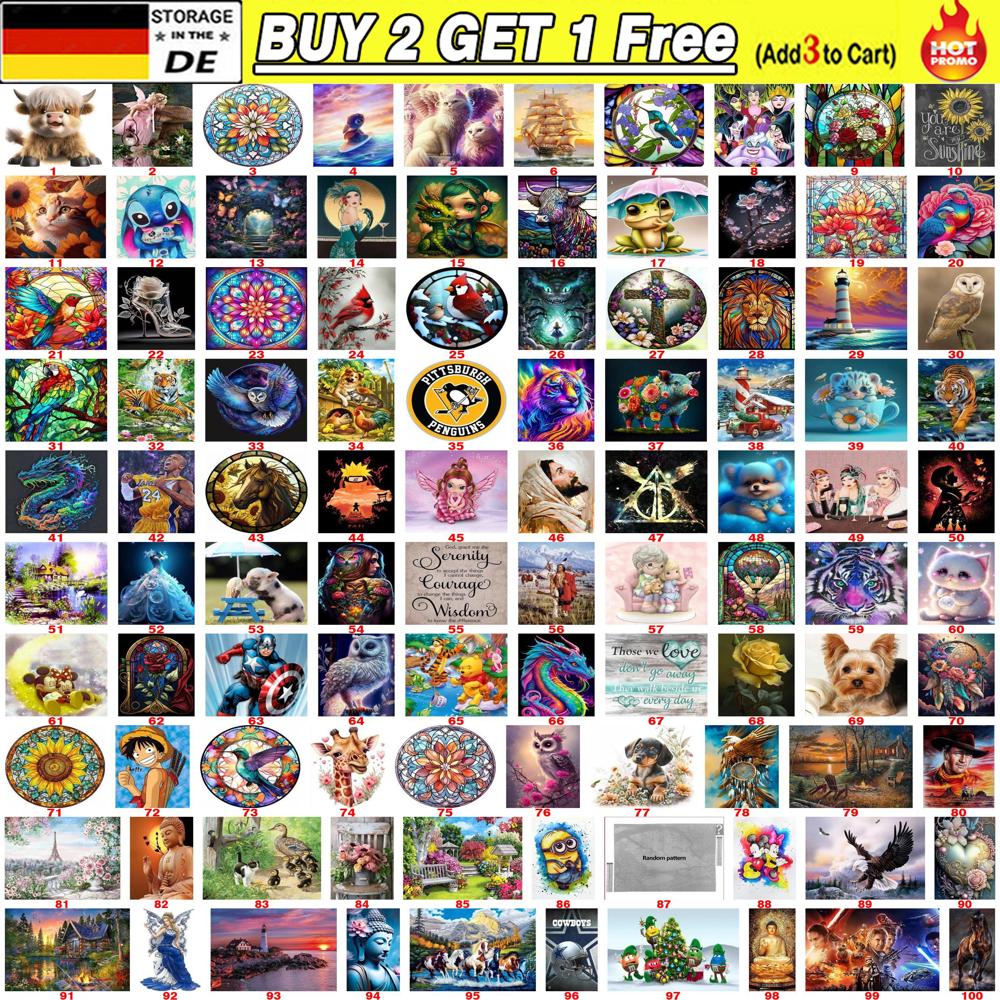 STORAGE
IN THE
DE
BUY 2 GET 1 Free
(Add 3 to Cart)
HOT
PROMO
You
are my
Sunshine
1 2 3 4 5 6 7 8 9 10
11 12 13 14 15 16 17 18 19 20
21 22 23 24 25 26 27 28 29 30
PITTSBURGH
PENGUINS
31 32 33 34 35 36 37 38 39 40
24
41 42 43 44 45 46 47 48 49 50
God, grant me the
Serenity
to accept the things
I cannot change,
Courage
to change the things
I can, and
Wisdom
to know the difference.
51 52 53 54 55 56 57 58 59 60
Those we love
don't go away
They walk beside us
every day
61 62 63 64 65 66 67 68 69 70
71 72 73 74 75 76 77 78 79 80
Random pattern
?
81 82 83 84 85 86 87 88 89 90
COWBOYS
91 92 93 94 95 96 97 98 99 100